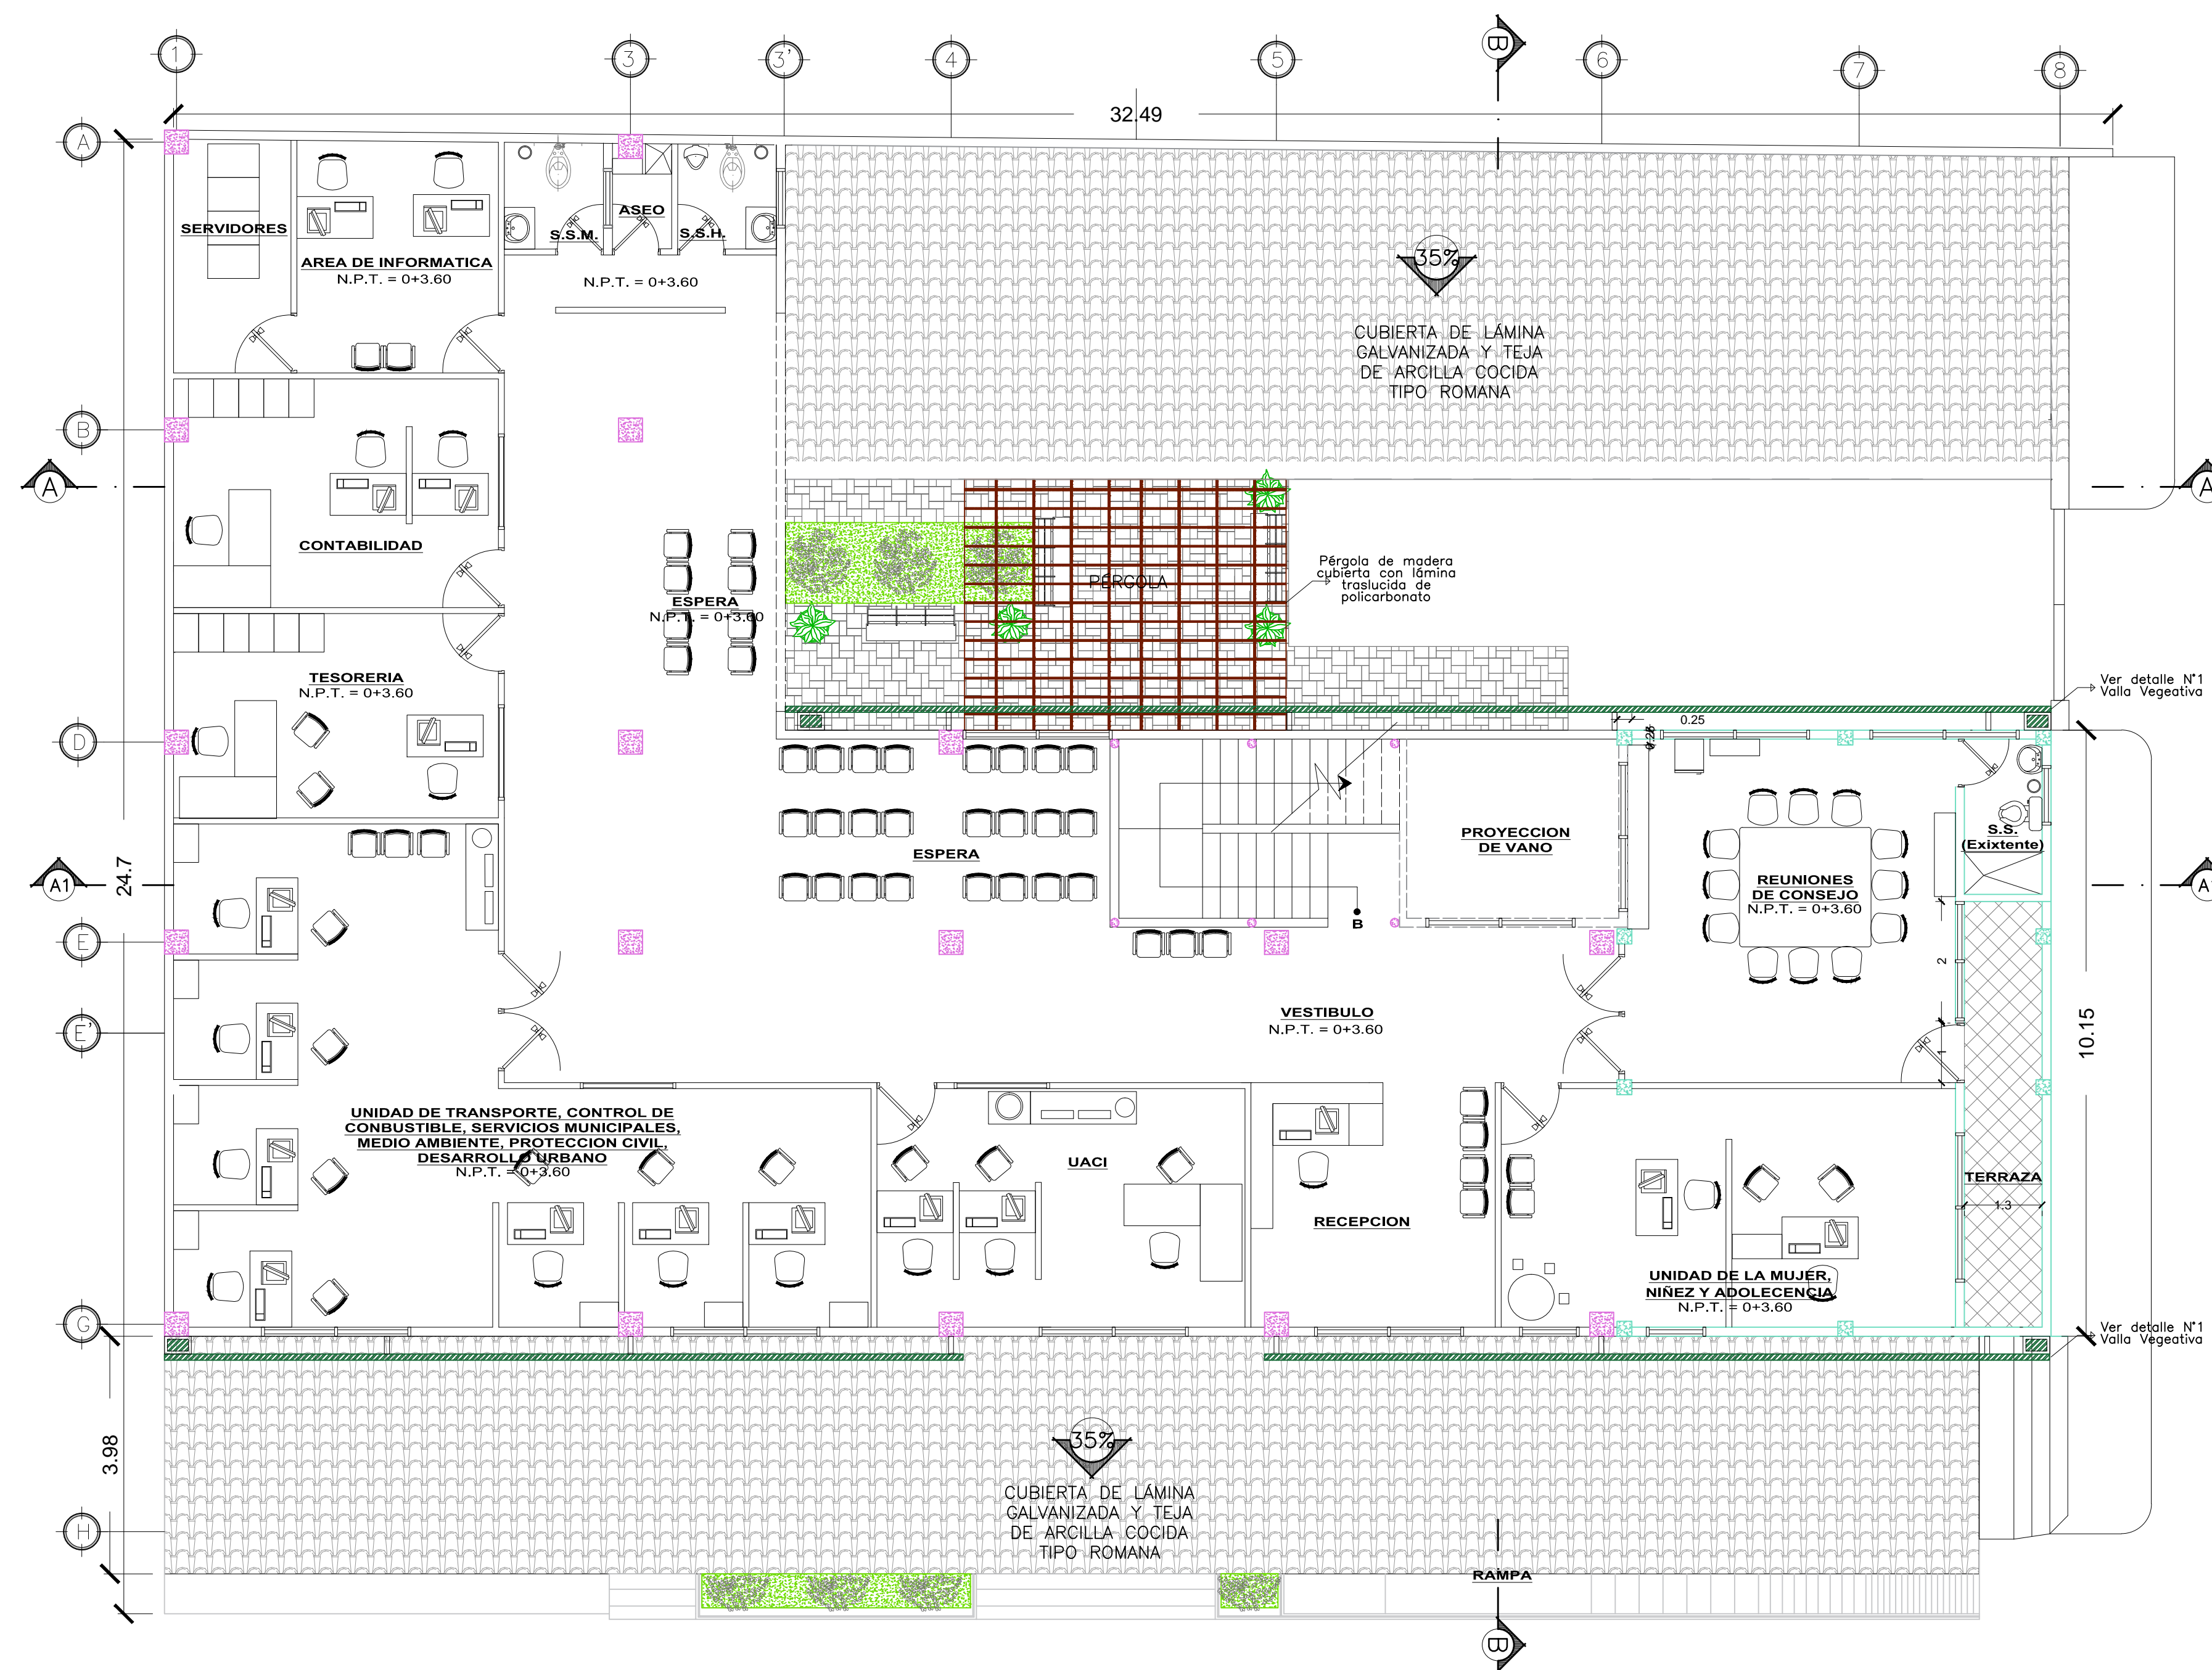 1
3
3'
4
5
B
6
7
8
32.49
A
SERVIDORES
AREA DE INFORMATICA
N.P.T. = 0+3.60
S.S.M.
ASEO
S.S.H.
N.P.T. = 0+3.60
35%
CUBIERTA DE LÁMINA
GALVANIZADA Y TEJA
DE ARCILLA COCIDA
TIPO ROMANA
B
A
A
CONTABILIDAD
ESPERA
N.P.T. = 0+3.60
PÉRGOLA
Pérgola de madera
cubierta con lámina
traslucida de
policarbonato
TESORERIA
N.P.T. = 0+3.60
Ver detalle N°1
Valla Vegeativa
0.25
D
PROYECCION
DE VANO
S.S.
(Exixtente)
ESPERA
24.7
A1
REUNIONES
DE CONSEJO
N.P.T. = 0+3.60
B
E
2
E'
VESTIBULO
N.P.T. = 0+3.60
1
10.15
UNIDAD DE TRANSPORTE, CONTROL DE
CONBUSTIBLE, SERVICIOS MUNICIPALES,
MEDIO AMBIENTE, PROTECCION CIVIL,
DESARROLLO URBANO
N.P.T. = 0+3.60
UACI
RECEPCION
TERRAZA
1.3
UNIDAD DE LA MUJER,
NIÑEZ Y ADOLECENCIA
N.P.T. = 0+3.60
G
Ver detalle N°1
Valla Vegeativa
3.98
35%
CUBIERTA DE LÁMINA
GALVANIZADA Y TEJA
DE ARCILLA COCIDA
TIPO ROMANA
H
RAMPA
B